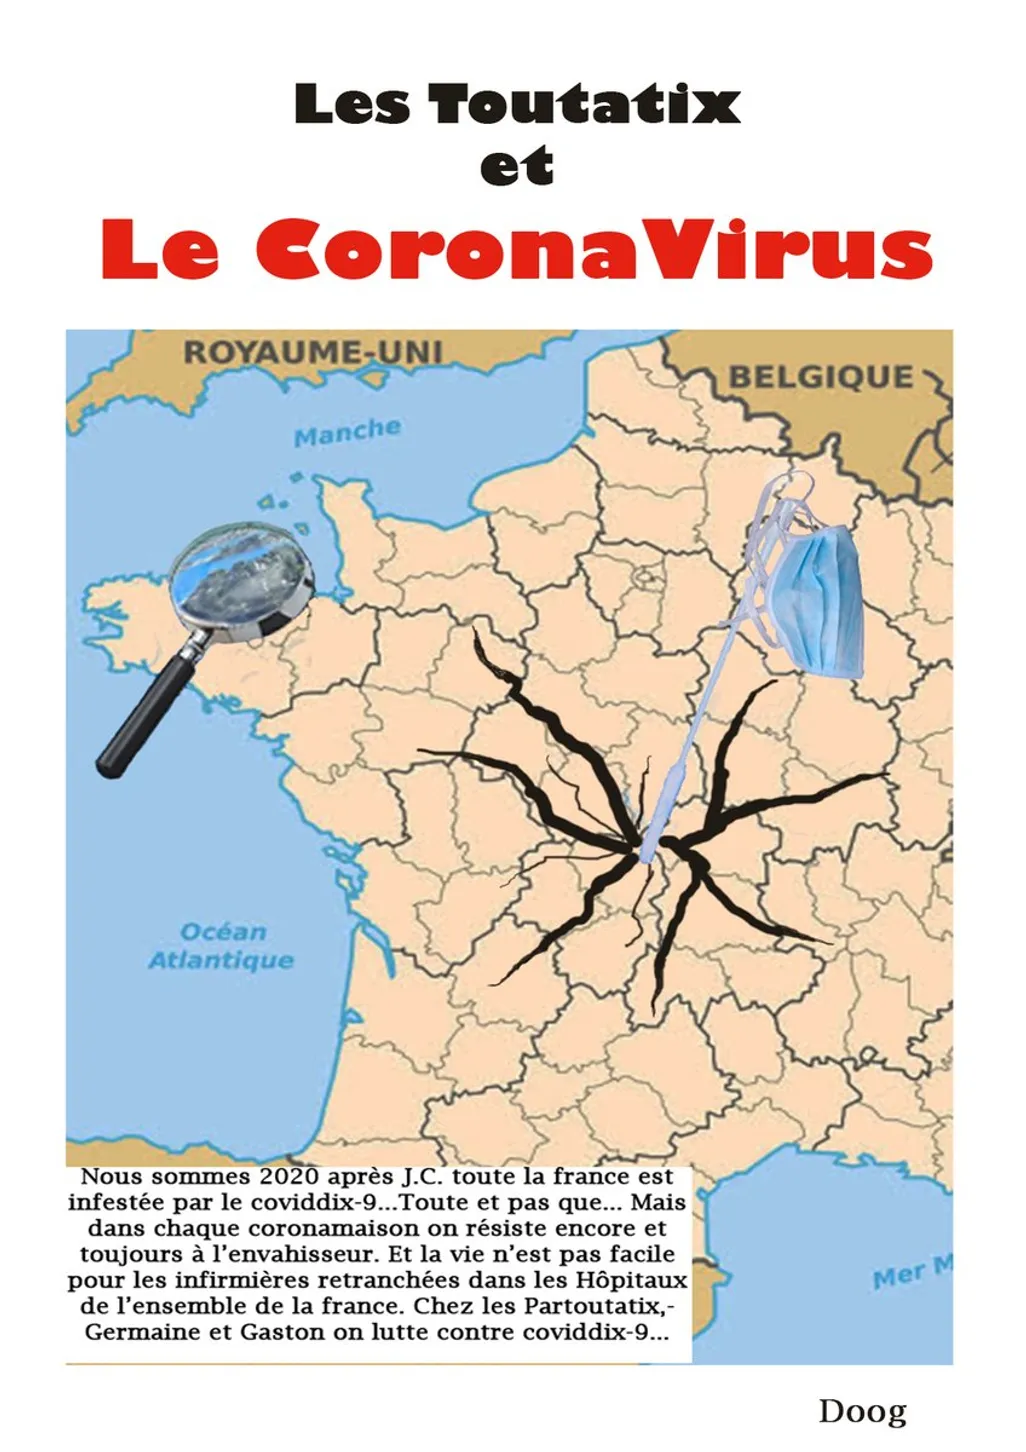 Les Toutatix
et
Le CoronaVirus
ROYAUME-UNI
BELGIQUE
Manche
Océan
Atlantique
Nous sommes 2020 après J.C. toute la france est
infestée par le coviddix-9...Toute et pas que... Mais
dans chaque coronamaison on résiste encore et
toujours à l'envahisseur. Et la vie n'est pas facile
pour les infirmières retranchées dans les Hôpitaux
de l'ensemble de la france. Chez les Partoutatix,-
Germaine et Gaston on lutte contre coviddix-9...
Mer M
Doog